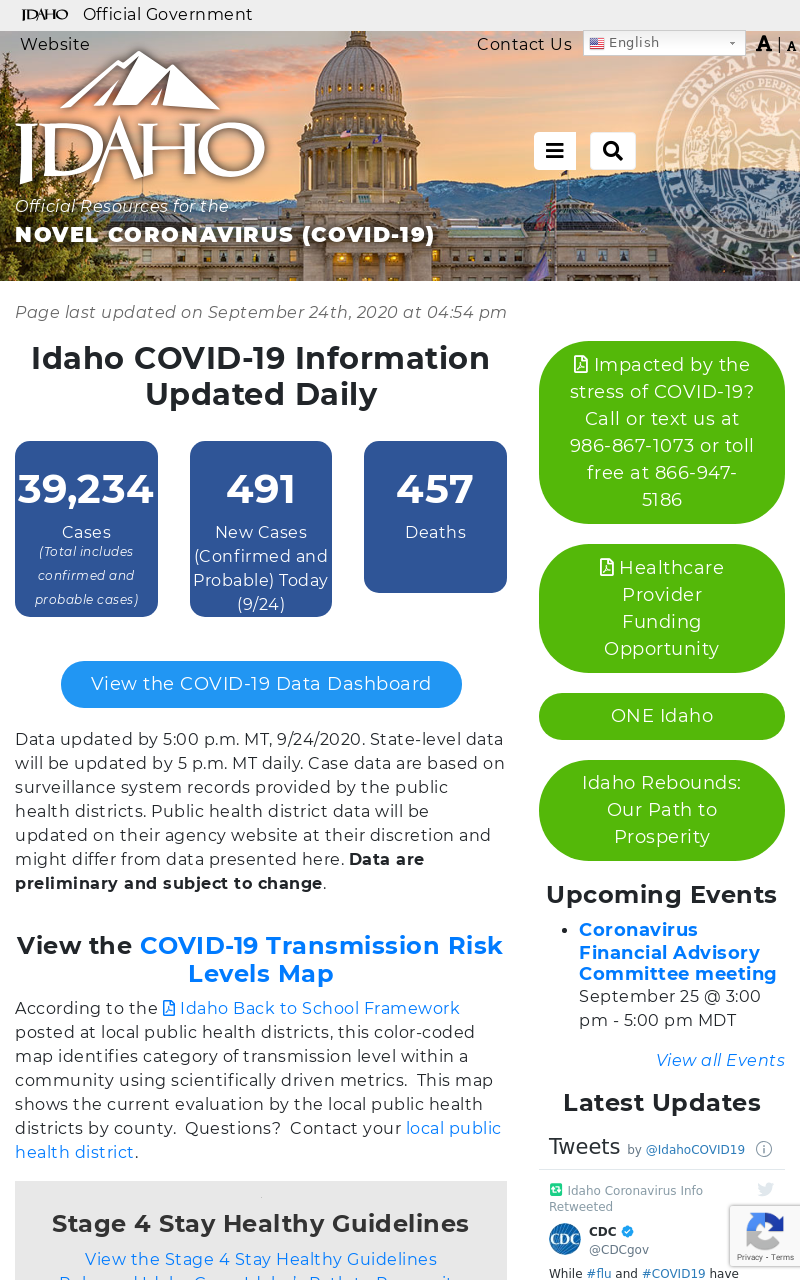 IDAHO Official Government
Website
Contact Us
English
A | A
IDAHO
Official Resources for the
NOVEL CORONAVIRUS (COVID-19)
Page last updated on September 24th, 2020 at 04:54 pm
Idaho COVID-19 Information
Updated Daily
39,234
Cases
(Total includes
confirmed and
probable cases)
491
New Cases
(Confirmed and
Probable) Today
(9/24)
457
Deaths
View the COVID-19 Data Dashboard
Data updated by 5:00 p.m. MT, 9/24/2020. State-level data
will be updated by 5 p.m. MT daily. Case data are based on
surveillance system records provided by the public
health districts. Public health district data will be
updated on their agency website at their discretion and
might differ from data presented here. Data are
preliminary and subject to change.
View the COVID-19 Transmission Risk
Levels Map
According to the Idaho Back to School Framework
posted at local public health districts, this color-coded
map identifies category of transmission level within a
community using scientifically driven metrics.  This map
shows the current evaluation by the local public health
districts by county.  Questions?  Contact your local public
health district.
Stage 4 Stay Healthy Guidelines
View the Stage 4 Stay Healthy Guidelines
Impacted by the
stress of COVID-19?
Call or text us at
986-867-1073 or toll
free at 866-947-
5186
Healthcare
Provider
Funding
Opportunity
ONE Idaho
Idaho Rebounds:
Our Path to
Prosperity
Upcoming Events
Coronavirus
Financial Advisory
Committee meeting
September 25 @ 3:00
pm - 5:00 pm MDT
View all Events
Latest Updates
Tweets by @IdahoCOVID19
Idaho Coronavirus Info
Retweeted
CDC
CDC
@CDCgov
While #flu and #COVID19 have
Privacy - Terms